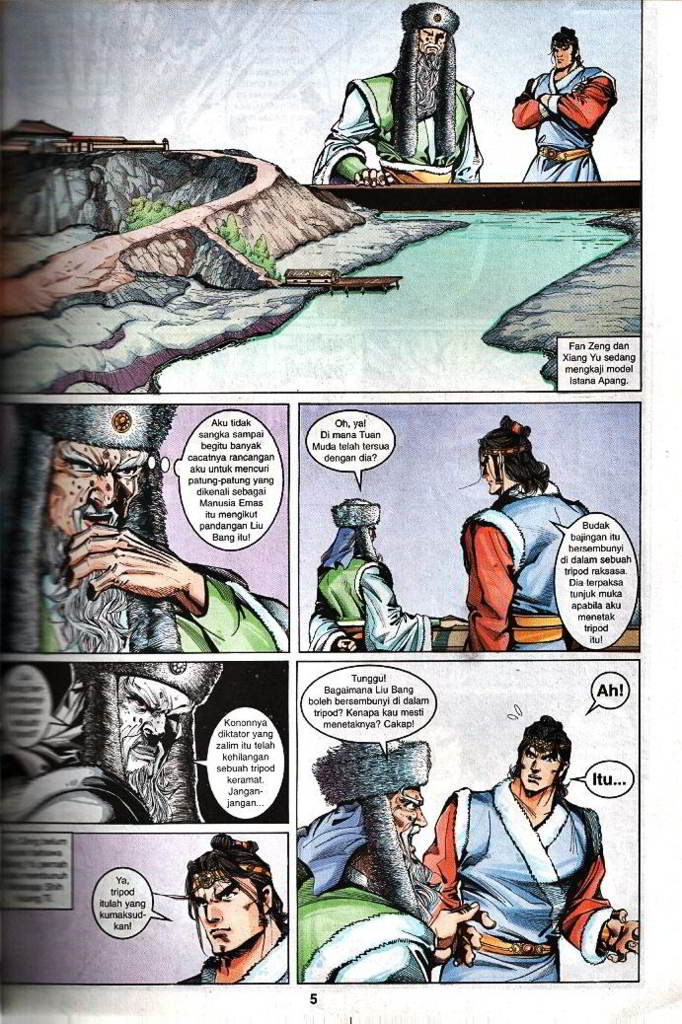 Fan Zeng dan
Xiang Yu sedang
mengkaji model
Istana Apang.
Aku tidak
sangka sampai
begitu banyak
cacatnya rancangan
aku untuk mencuri
patung-patung yang
dikenali sebagai
Manusia Emas
itu mengikut
pandangan Liu
Bang itu!
Oh, ya!
Di mana Tuan
Muda telah tersua
dengan dia?
Budak
bajingan itu
bersembunyi
di dalam sebuah
tripod raksasa.
Dia terpaksa
tunjuk muka
apabila aku
menetak
tripod
itu!
Kononnya
diktator yang
zalim itu telah
kehilangan
sebuah tripod
keramat.
Jangan-
jangan...
Ya,
tripod
itulah yang
kumaksud-
kan!
Tunggu!
Bagaimana Liu Bang
boleh bersembunyi di dalam
tripod? Kenapa kau mesti
menetaknya? Cakap!
Ah!
Itu...
5